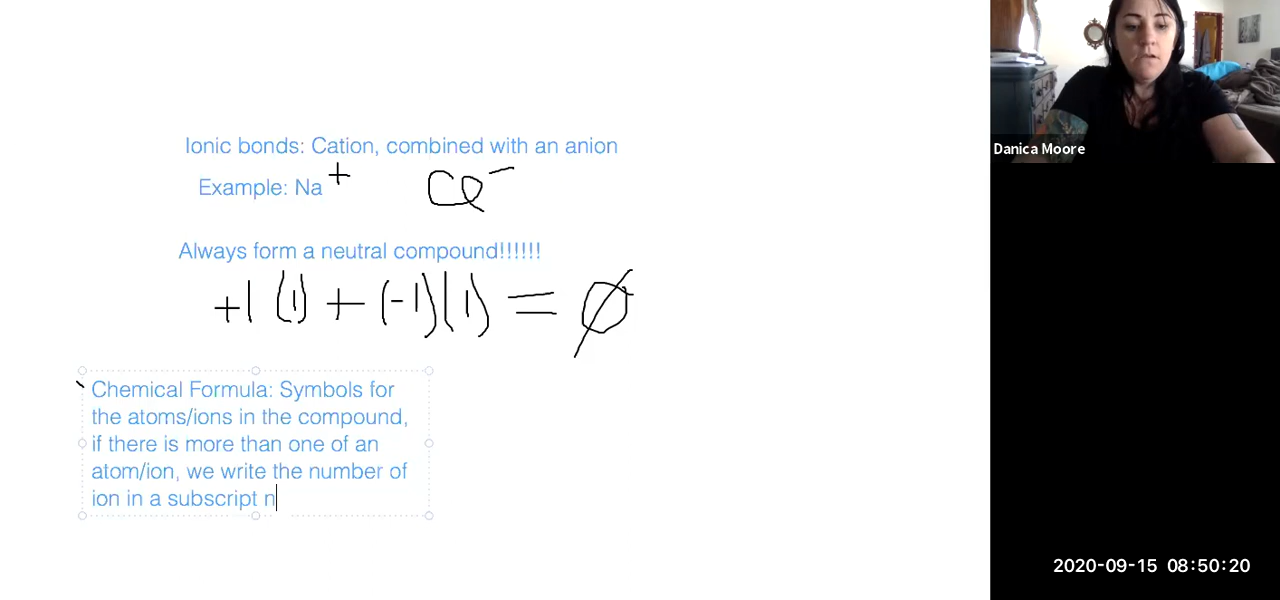 Ionic bonds: Cation, combined with an anion
Example: Na+ Cl-
Always form a neutral compound!!!!!!
+1 (1) + (-1)(1) = 0
Chemical Formula: Symbols for
the atoms/ions in the compound,
if there is more than one of an
atom/ion, we write the number of
ion in a subscript n
Danica Moore
2020-09-15 08:50:20